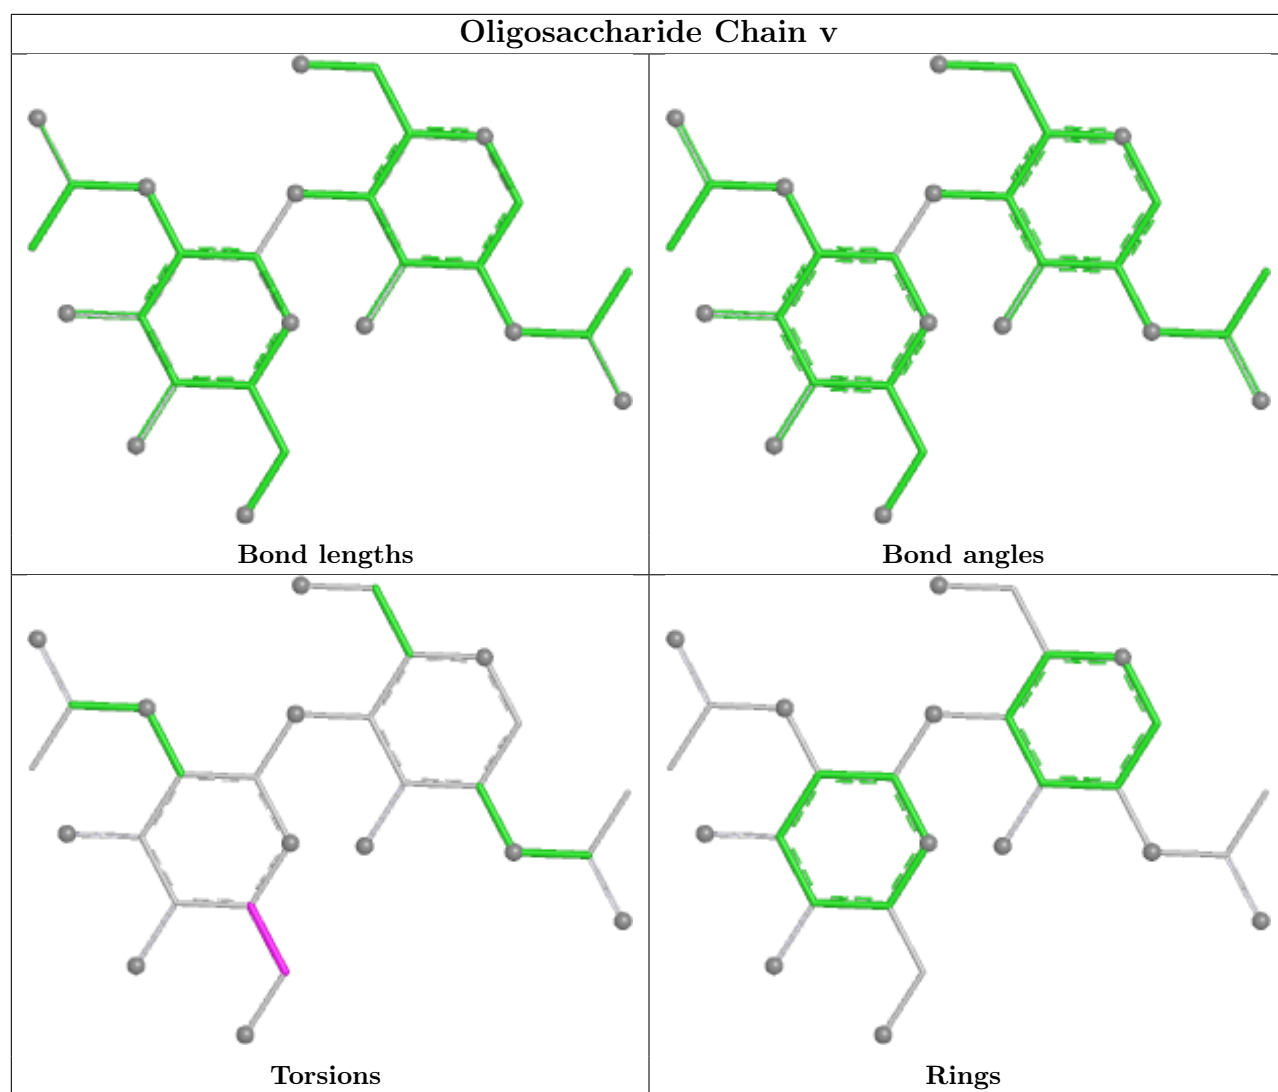 Oligosaccharide Chain v
Bond lengths
Bond angles
Torsions
Rings